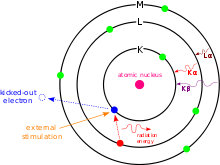 M
L
K
Lα
atomic nucleus
Kα
Kβ
kicked-out
electron
external
stimulation
radiation
energy